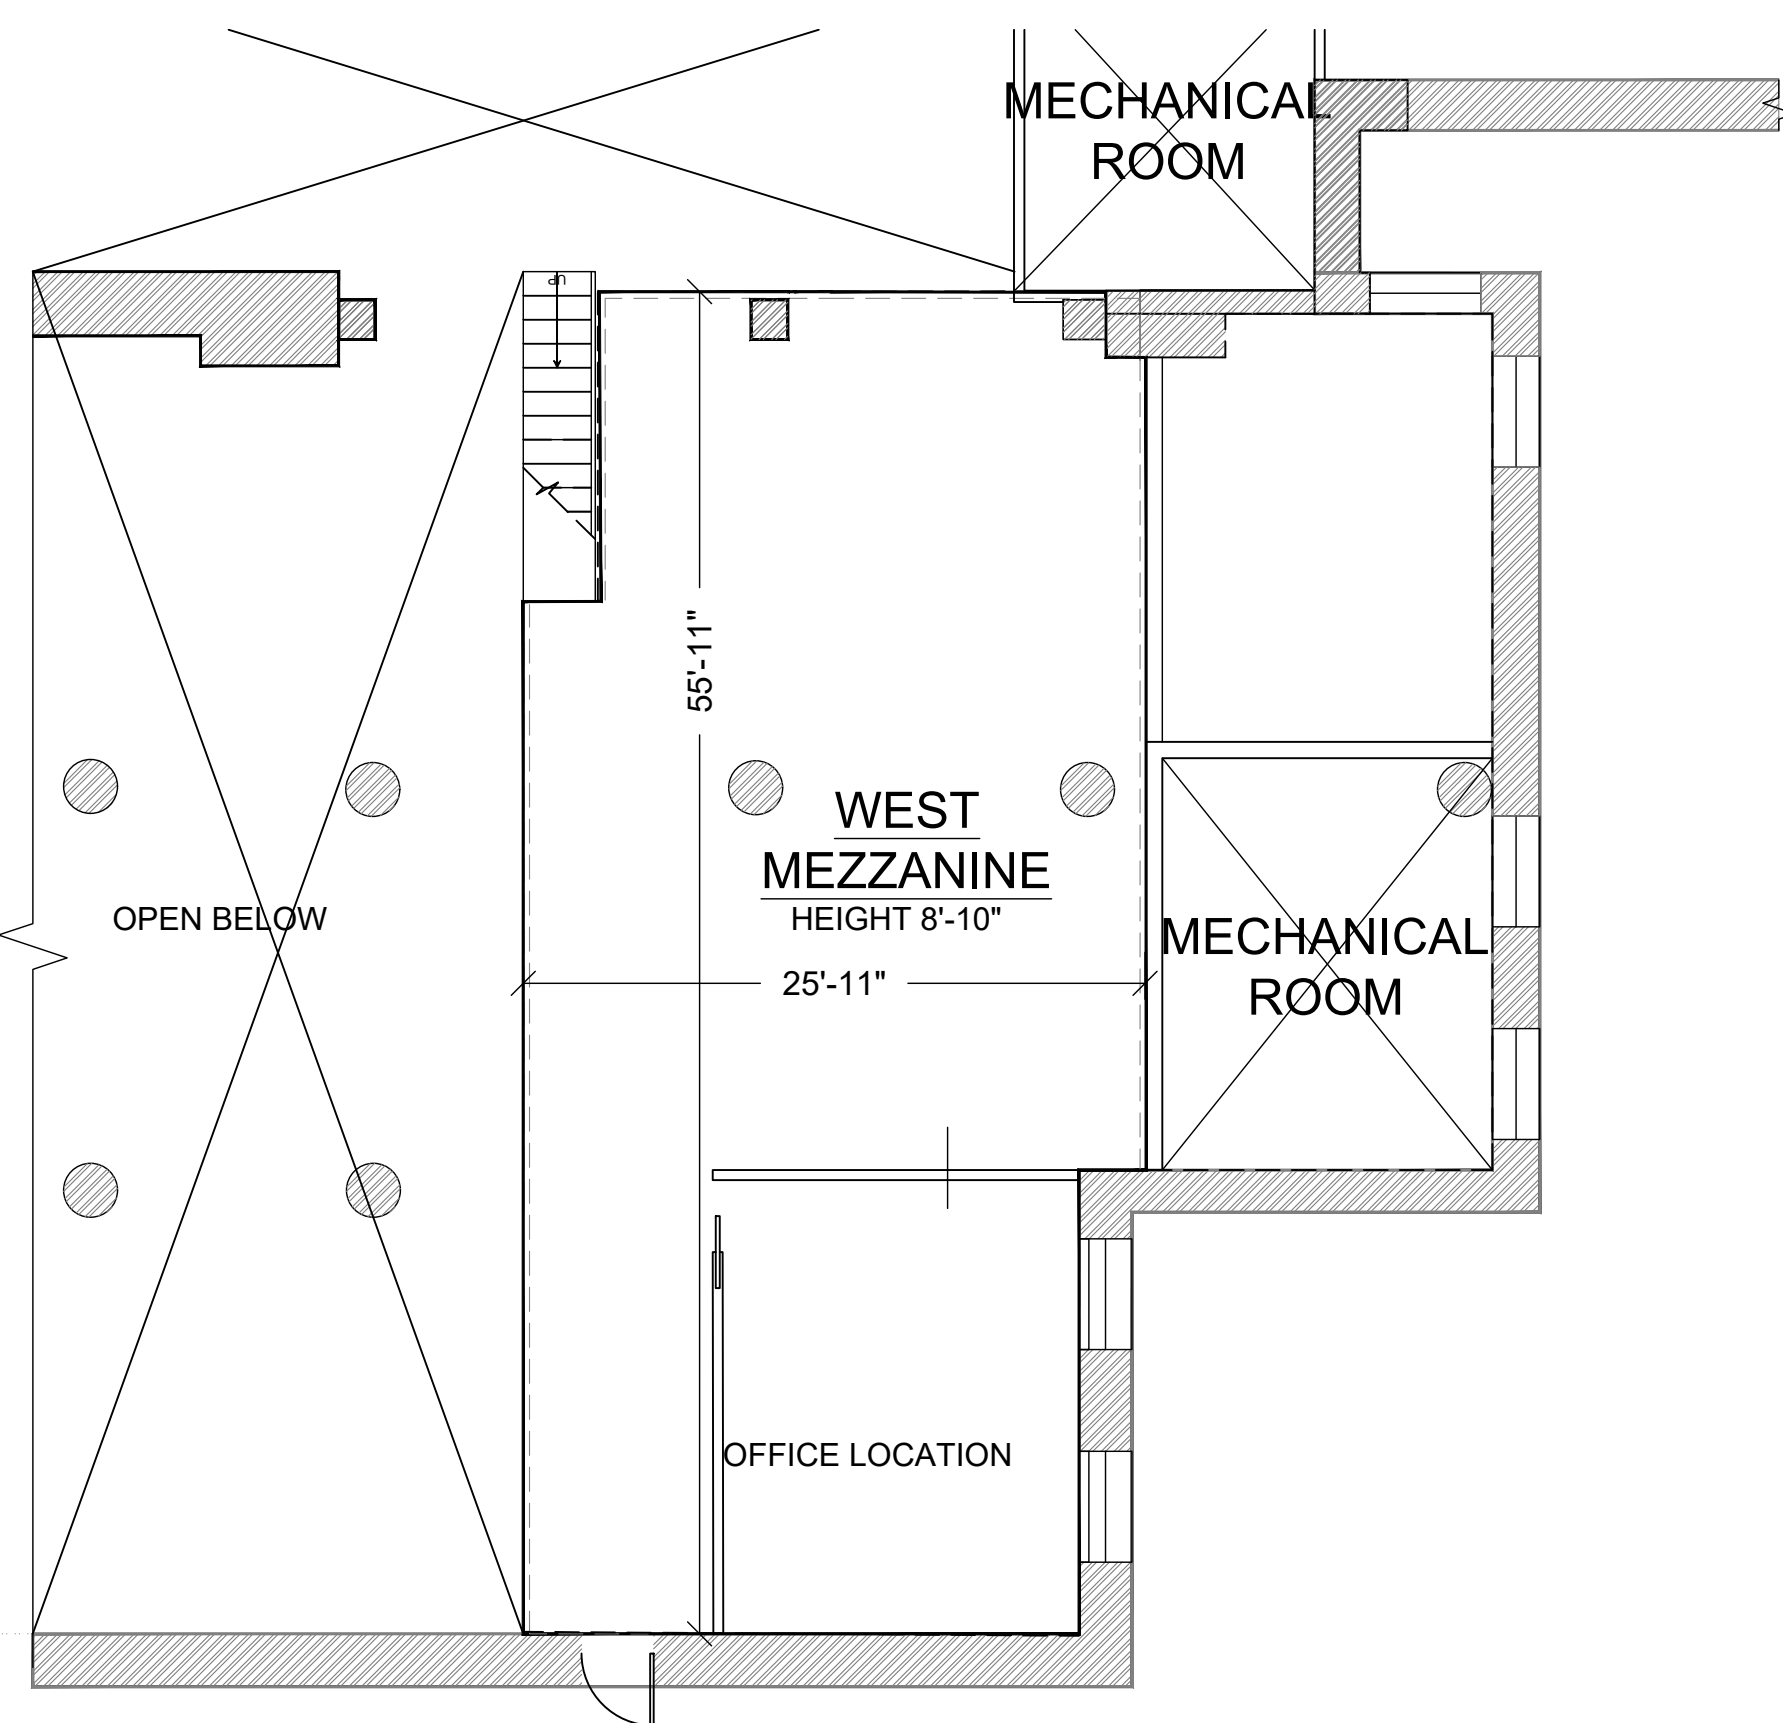 MECHANICAL
ROOM
UP
55'-11"
WEST
MEZZANINE
HEIGHT 8'-10"
OPEN BELOW
25'-11"
MECHANICAL
ROOM
OFFICE LOCATION